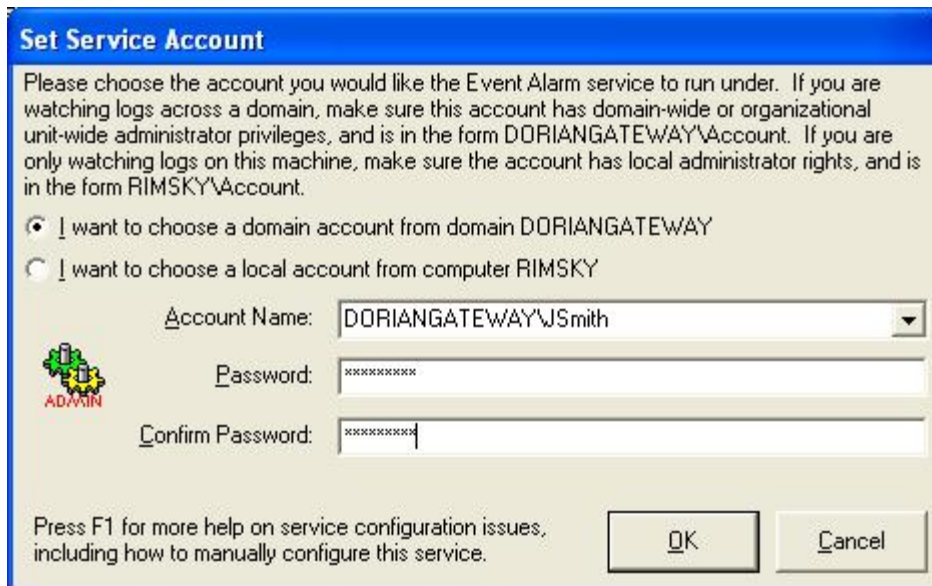 Set Service Account
Please choose the account you would like the Event Alarm service to run under. If you are
watching logs across a domain, make sure this account has domain-wide or organizational
unit-wide administrator privileges, and is in the form DORIANGATEWAY\Account. If you are
only watching logs on this machine, make sure the account has local administrator rights, and is
in the form RIMSKY\Account.
I want to choose a domain account from domain DORIANGATEWAY
I want to choose a local account from computer RIMSKY
Account Name: DORIANGATEWAY\JSmith
ADMIN
Password: *********
Confirm Password: *********
Press F1 for more help on service configuration issues,
including how to manually configure this service.
OK
Cancel